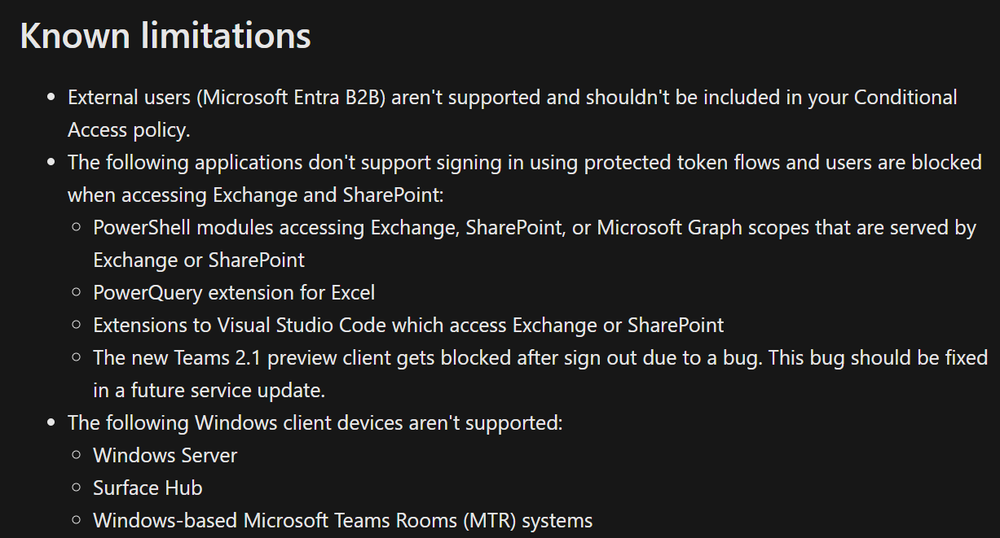 Known limitations
• External users (Microsoft Entra B2B) aren't supported and shouldn't be included in your Conditional
Access policy.
• The following applications don't support signing in using protected token flows and users are blocked
when accessing Exchange and SharePoint:
○ PowerShell modules accessing Exchange, SharePoint, or Microsoft Graph scopes that are served by
Exchange or SharePoint
○ PowerQuery extension for Excel
○ Extensions to Visual Studio Code which access Exchange or SharePoint
○ The new Teams 2.1 preview client gets blocked after sign out due to a bug. This bug should be fixed
in a future service update.
• The following Windows client devices aren't supported:
○ Windows Server
○ Surface Hub
○ Windows-based Microsoft Teams Rooms (MTR) systems